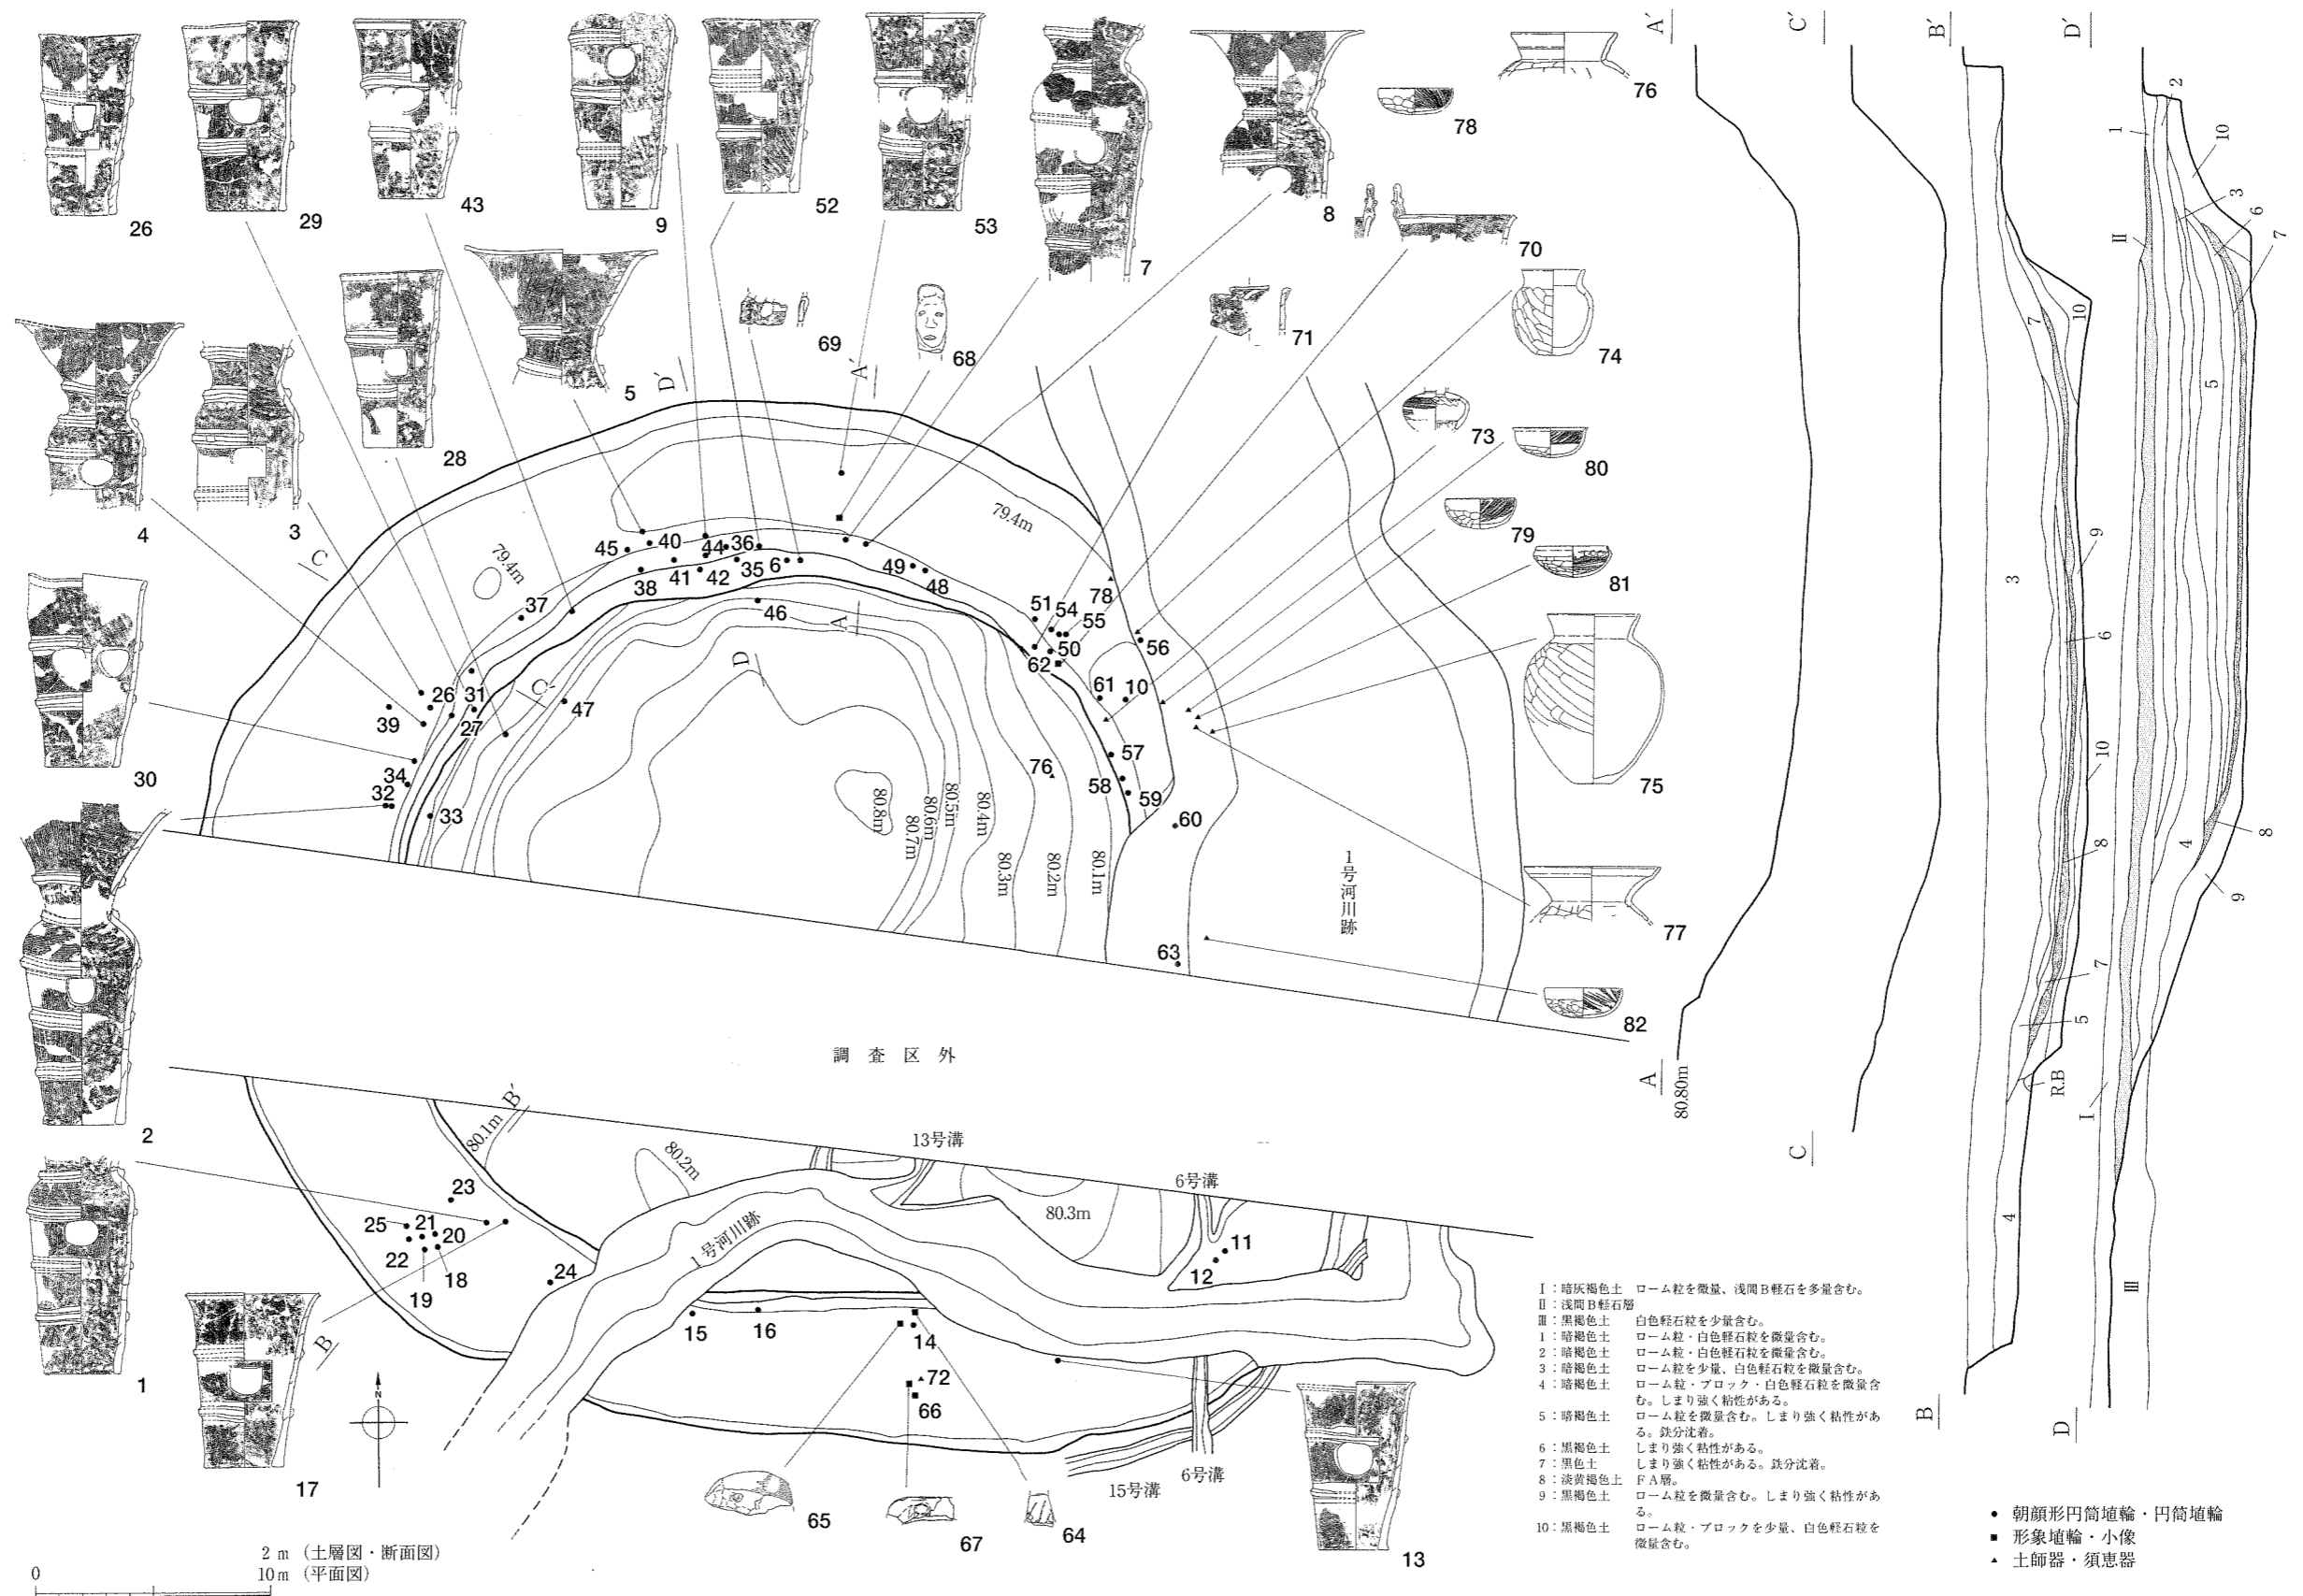 26
29
43
9
52
53
7
8
78
76
70
74
4
3
28
5
69
68
71
73
80
79
81
75
77
82
30
2
1
17
65
67
64
13
A′
C′
B′
D′
D′
A′
C
C′
A
D
79.4m
79.4m
45
40
44
36
38
41
42
35
6
49
48
37
46
47
51
54
55
50
62
78
56
61
10
57
58
59
60
63
76
26
31
39
27
34
32
33
80.8m
80.7m
80.6m
80.5m
80.4m
80.3m
80.2m
80.1m
1号河川跡
調査区外
80.1m
B′
80.2m
13号溝
6号溝
80.3m
1号河川跡
23
25
21
20
22
18
19
24
B
15
16
14
72
66
11
12
15号溝
6号溝
N
A
80.80m
C
B
D
3
7
10
9
6
10
8
7
5
R.B
4
1
2
10
3
6
7
Ⅱ
5
4
8
9
Ⅰ
Ⅲ
Ⅰ：暗灰褐色土 ローム粒を微量、浅間B軽石を多量含む。
Ⅱ：浅間B軽石層
Ⅲ：黒褐色土 白色軽石粒を少量含む。
1：暗褐色土 ローム粒・白色軽石粒を微量含む。
2：暗褐色土 ローム粒・白色軽石粒を微量含む。
3：暗褐色土 ローム粒を少量、白色軽石粒を微量含む。
4：暗褐色土 ローム粒・ブロック・白色軽石粒を微量含
む。しまり強く粘性がある。
5：暗褐色土 ローム粒を微量含む。しまり強く粘性があ
る。鉄分沈着。
6：黒褐色土 しまり強く粘性がある。
7：黒色土 しまり強く粘性がある。鉄分沈着。
8：淡黄褐色土 FA層。
9：黒褐色土 ローム粒を微量含む。しまり強く粘性があ
る。
10：黒褐色土 ローム粒・ブロックを少量、白色軽石粒を
微量含む。
● 朝顔形円筒埴輪・円筒埴輪
■ 形象埴輪・小像
▲ 土師器・須恵器
2m（土層図・断面図）
0 10m（平面図）